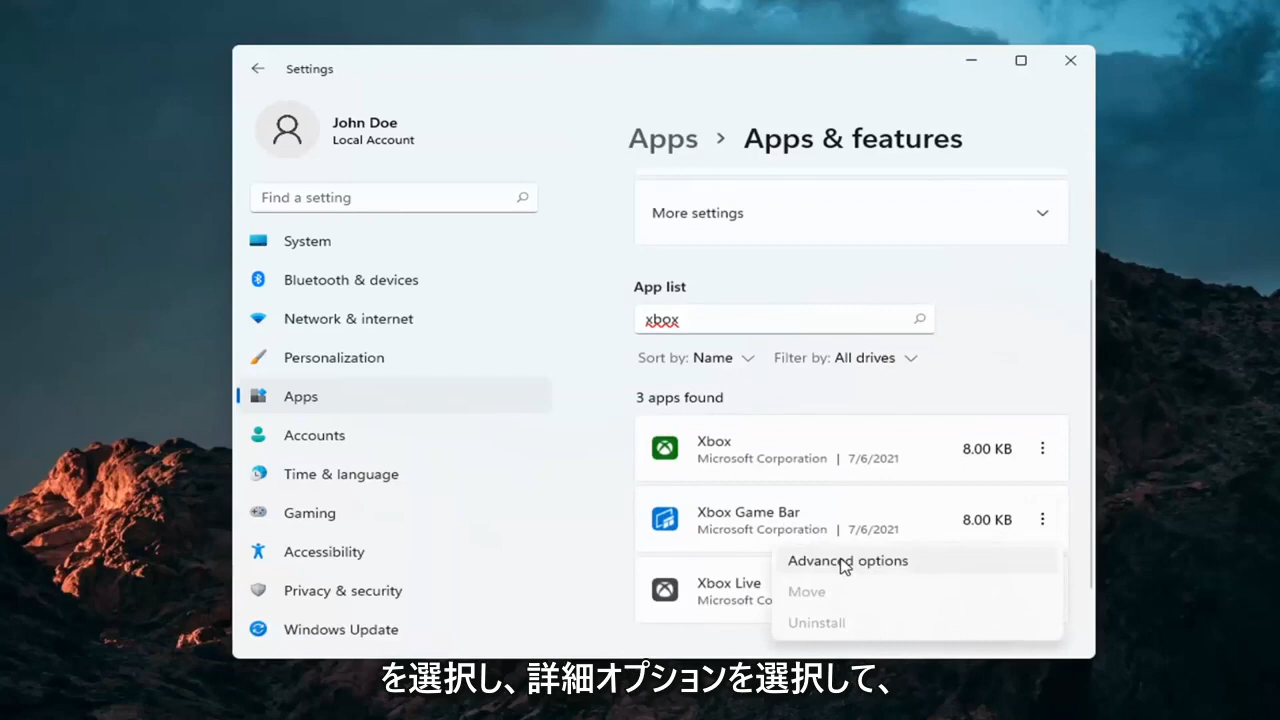 Settings
John Doe
Local Account
Find a setting
System
Bluetooth & devices
Network & internet
Personalization
Apps
Accounts
Time & language
Gaming
Accessibility
Privacy & security
Windows Update
Apps > Apps & features
More settings
App list
xbox
Sort by: Name Filter by: All drives
3 apps found
Xbox
Microsoft Corporation | 7/6/2021
8.00 KB
Xbox Game Bar
Microsoft Corporation | 7/6/2021
8.00 KB
Xbox Live
Microsoft Co
Advanced options
Move
Uninstall
を選択し、詳細オプションを選択して、